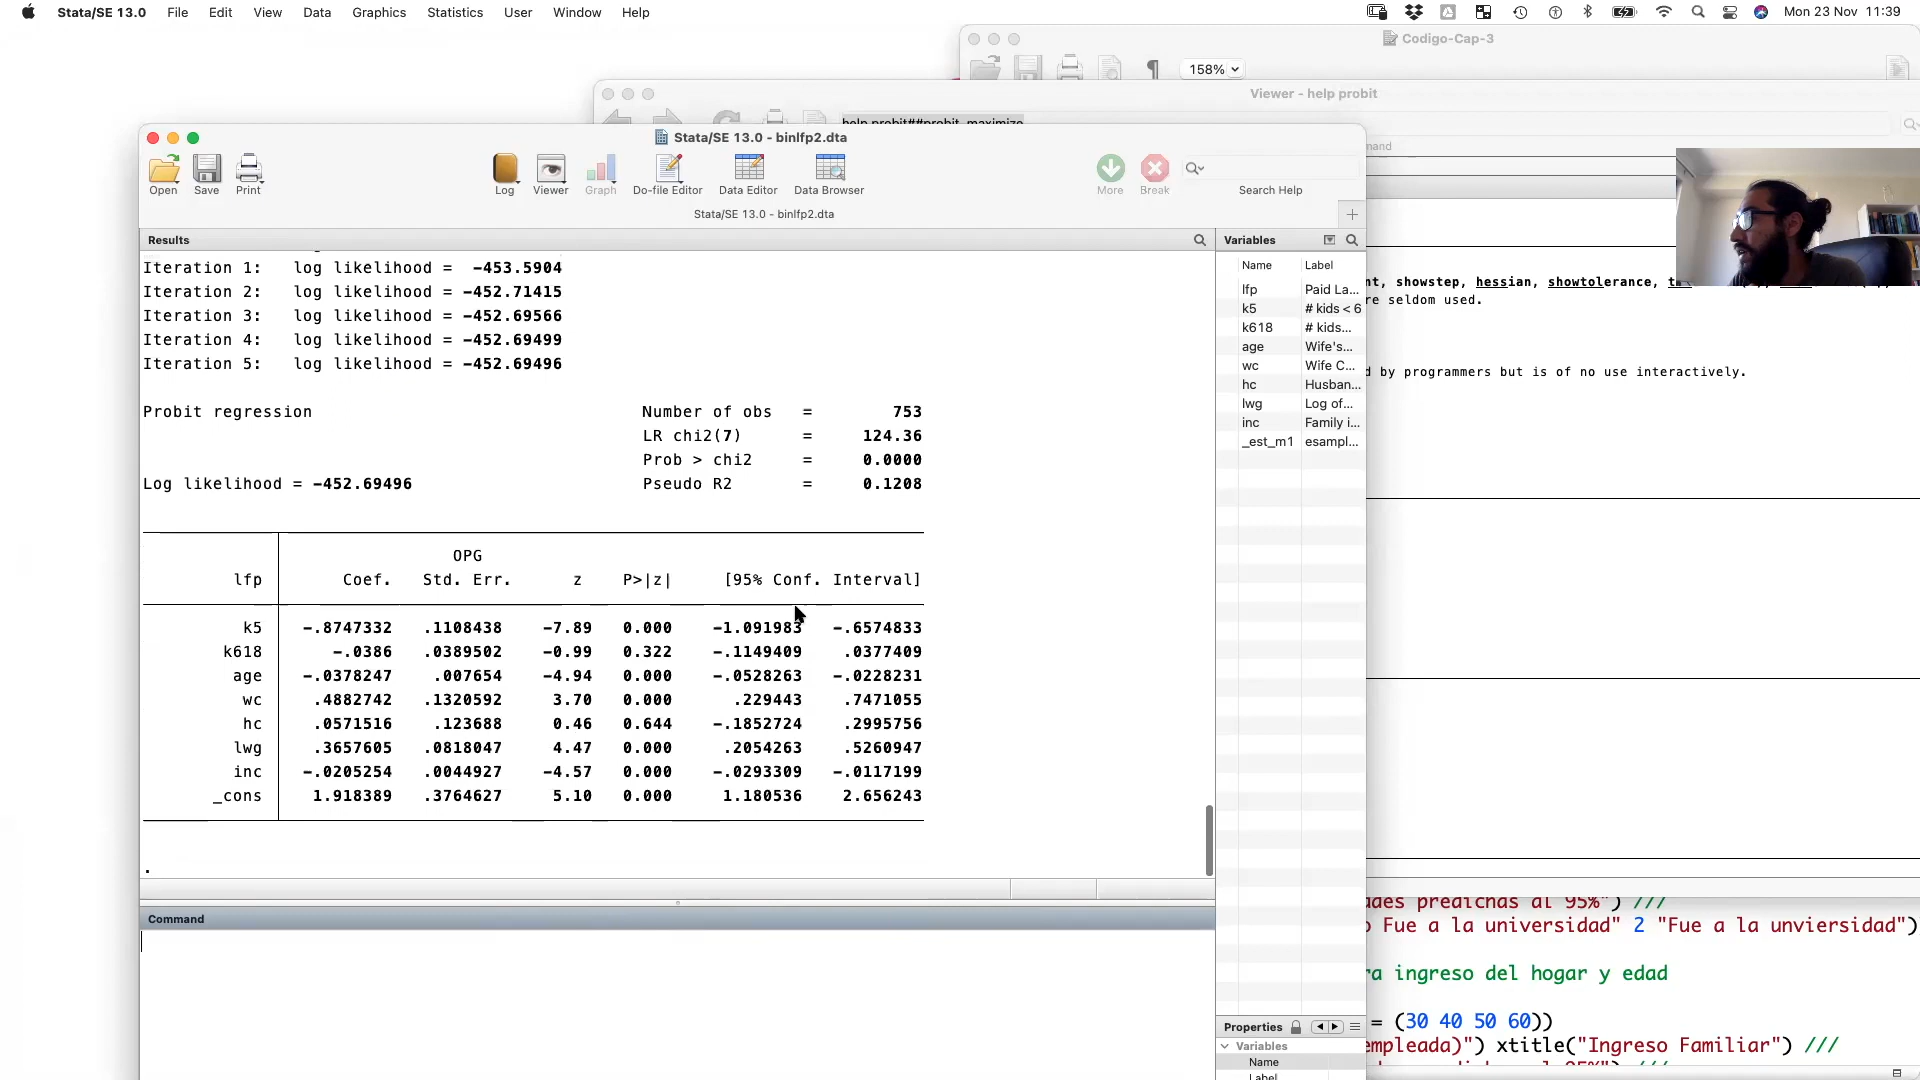 Stata/SE 13.0 File Edit View Data Graphics Statistics User Window Help Mon 23 Nov 11:39
Codigo-Cap-3
158%
Viewer - help probit
help probit##probit_maximize
Stata/SE 13.0 - binlfp2.dta
Open Save Print Log Viewer Graph Do-file Editor Data Editor Data Browser More Break Search Help
Stata/SE 13.0 - binlfp2.dta
Results
Iteration 1: log likelihood = -453.5904
Iteration 2: log likelihood = -452.71415
Iteration 3: log likelihood = -452.69566
Iteration 4: log likelihood = -452.69499
Iteration 5: log likelihood = -452.69496
Probit regression Number of obs = 753
LR chi2(7) = 124.36
Prob > chi2 = 0.0000
Log likelihood = -452.69496 Pseudo R2 = 0.1208
OPG
lfp Coef. Std. Err. z P>|z| [95% Conf. Interval]
k5 -.8747332 .1108438 -7.89 0.000 -1.091983 -.6574833
k618 -.0386 .0389502 -0.99 0.322 -.1149409 .0377409
age -.0378247 .007654 -4.94 0.000 -.0528263 -.0228231
wc .4882742 .1320592 3.70 0.000 .229443 .7471055
hc .0571516 .123688 0.46 0.644 -.1852724 .2995756
lwg .3657605 .0818047 4.47 0.000 .2054263 .5260947
inc -.0205254 .0044927 -4.57 0.000 -.0293309 -.0117199
_cons 1.918389 .3764627 5.10 0.000 1.180536 2.656243
.
Command
Variables
Name Label
lfp Paid La...
k5 # kids < 6
k618 # kids...
age Wife's...
wc Wife C...
hc Husban...
lwg Log of...
inc Family i...
_est_m1 esampl...
Properties
Variables
Name
Label
mand
nt, showstep, hessian, showtolerance,
re seldom used.
d by programmers but is of no use interactively.
ades predichas al 95%") ///
o Fue a la universidad" 2 "Fue a la unviersidad")
ra ingreso del hogar y edad
= (30 40 50 60))
empleada)") xtitle("Ingreso Familiar") ///